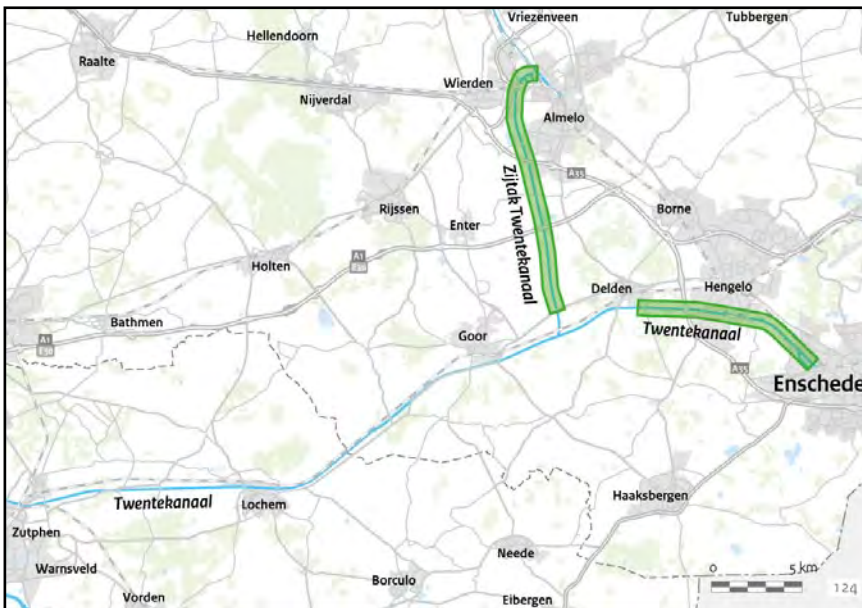 Vriezenveen
Tubbergen
Hellendoorn
Raalte
Wierden
Nijverdal
Almelo
Zijtak Twentekanaal
A35
Rijssen
Borne
Enter
A1
E30
Holten
Delden
Hengelo
Bathmen
Twentekanaal
Goor
A1
E30
A35
Enschede
Haaksbergen
Twentekanaal
Lochem
Zutphen
Neede
Warnsveld
Borculo
0 5 km
Vorden
Eibergen
124